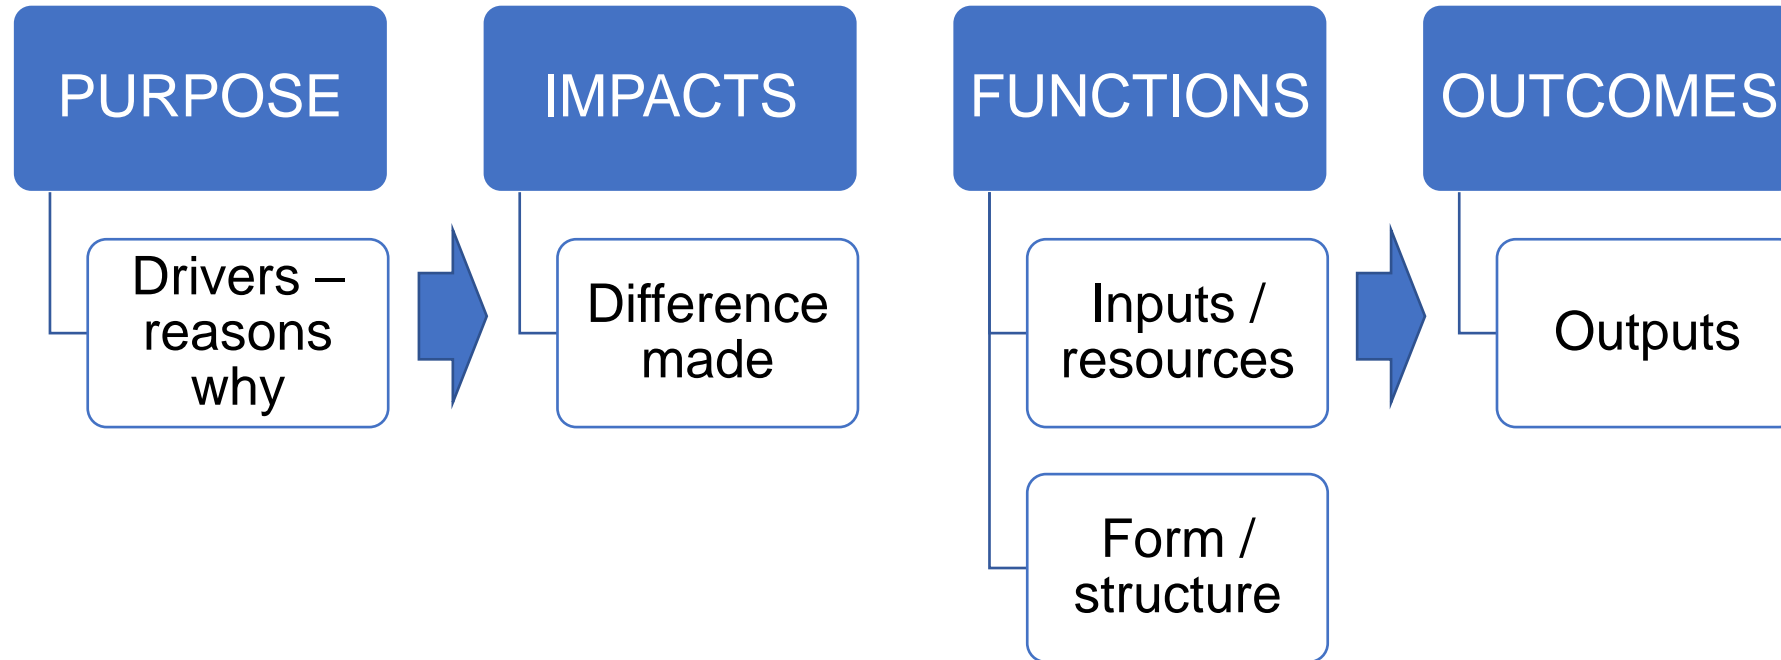 PURPOSE
Drivers –
reasons
why
IMPACTS
Difference
made
FUNCTIONS
Inputs /
resources
Form /
structure
OUTCOMES
Outputs